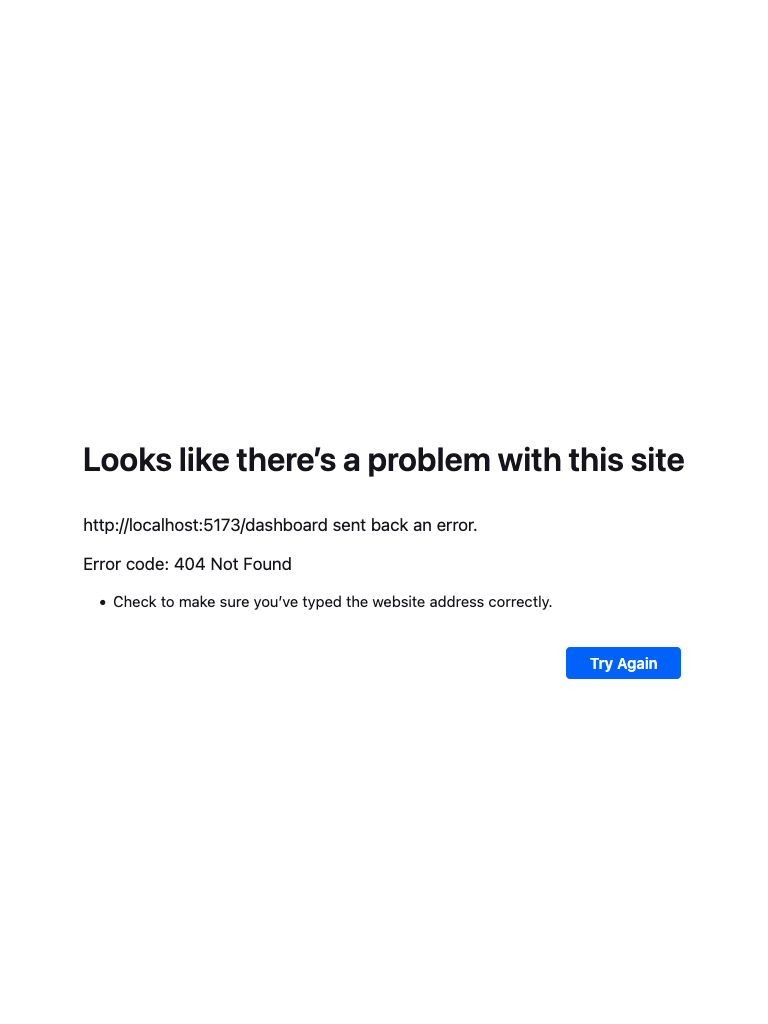 Looks like there’s a problem with this site
http://localhost:5173/dashboard sent back an error.
Error code: 404 Not Found
• Check to make sure you’ve typed the website address correctly.
Try Again